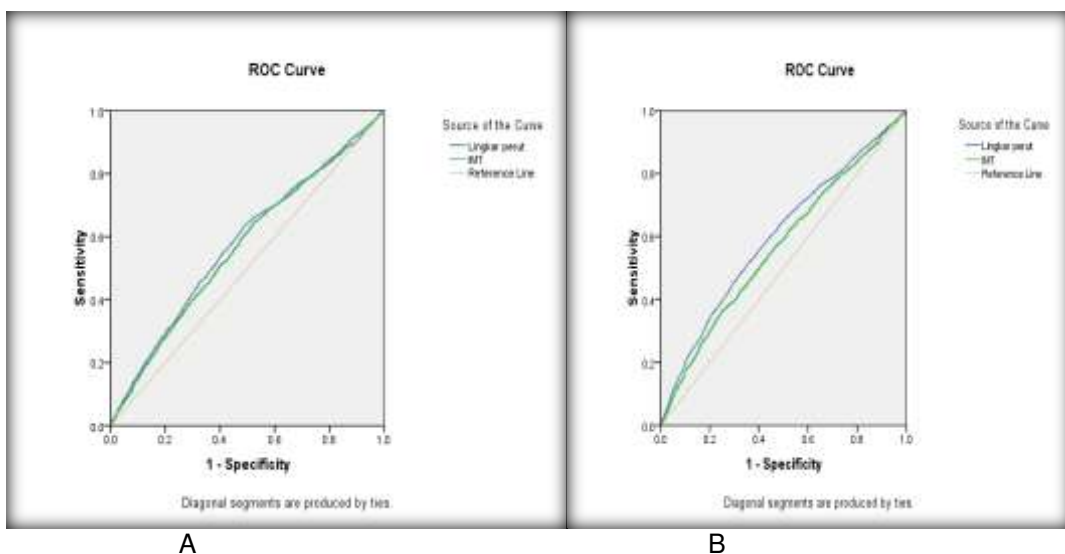 ROC Curve
Source of the Curve
Lingkar perut
IMT
Reference Line
1.0
0.8
0.6
0.4
0.2
0.0
Sensitivity
0.0 0.2 0.4 0.6 0.8 1.0
1 - Specificity
Diagonal segments are produced by ties.
A
ROC Curve
Source of the Curve
Lingkar perut
IMT
Reference Line
1.0
0.8
0.6
0.4
0.2
0.0
Sensitivity
0.0 0.2 0.4 0.6 0.8 1.0
1 - Specificity
Diagonal segments are produced by ties.
B